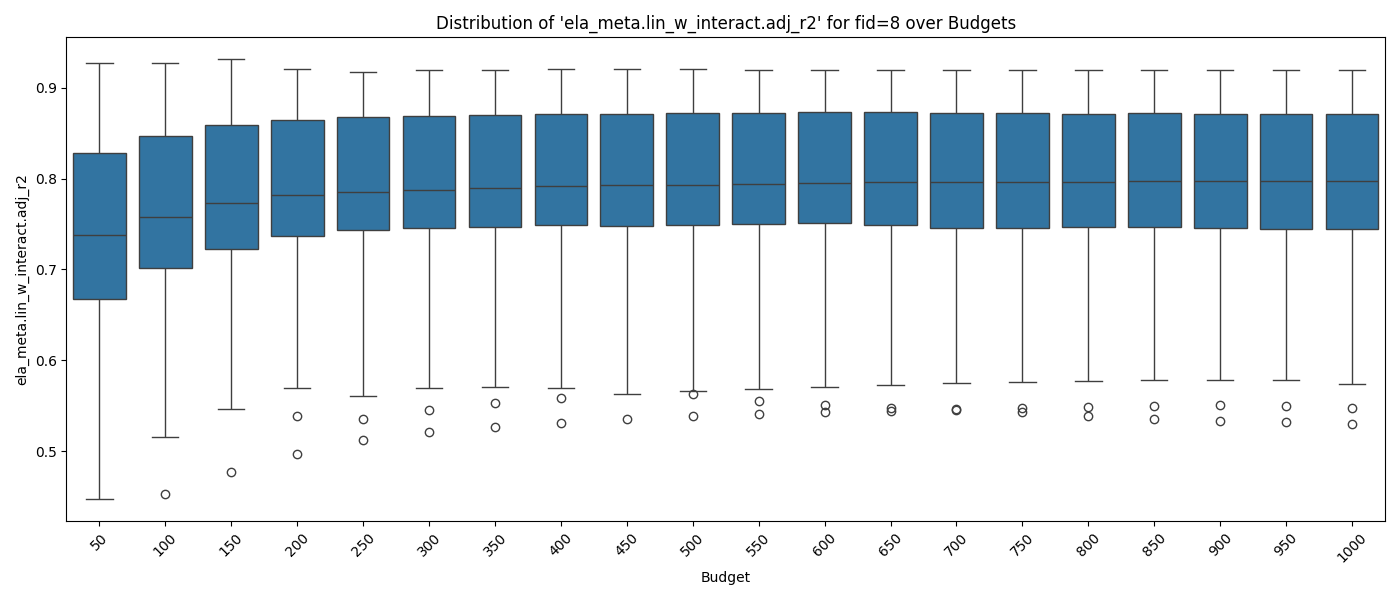 Distribution of 'ela_meta.lin_w_interact.adj_r2' for fid=8 over Budgets
ela_meta.lin_w_interact.adj_r2
0.9
0.8
0.7
0.6
0.5
50 100 150 200 250 300 350 400 450 500 550 600 650 700 750 800 850 900 950 1000
Budget